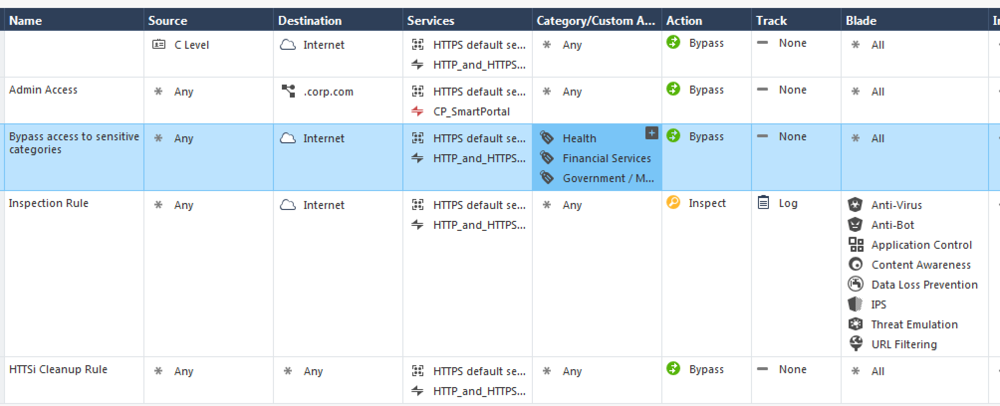 Name Source Destination Services Category/Custom A... Action Track Blade
C Level Internet HTTPS default se... Any Bypass None All
HTTP_and_HTTPS...
Admin Access Any .corp.com HTTPS default se... Any Bypass None All
CP_SmartPortal
Bypass access to sensitive Any Internet HTTPS default se... Health Bypass None All
categories HTTP_and_HTTPS... Financial Services
Government / M...
Inspection Rule Any Internet HTTPS default se... Any Inspect Log Anti-Virus
HTTP_and_HTTPS... Anti-Bot
Application Control
Content Awareness
Data Loss Prevention
IPS
Threat Emulation
URL Filtering
HTTSi Cleanup Rule Any Any HTTPS default se... Any Bypass None All
HTTP_and_HTTPS...